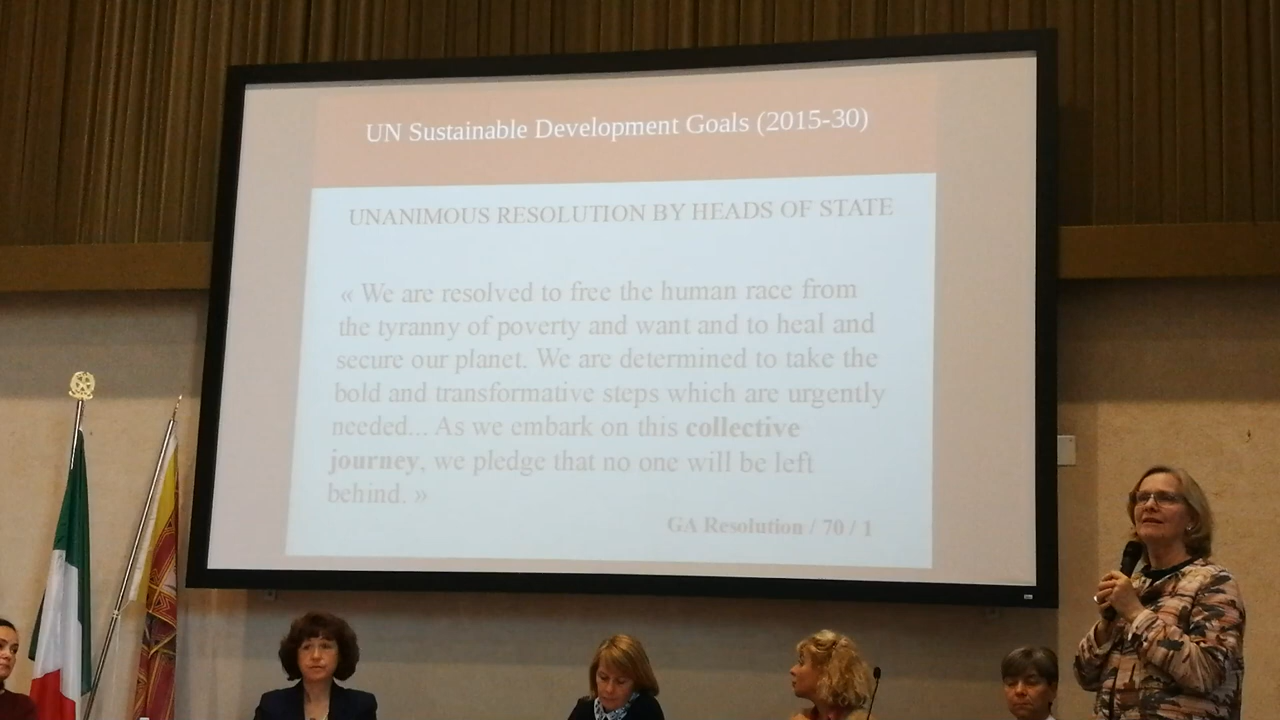 UN Sustainable Development Goals (2015-30)
UNANIMOUS RESOLUTION BY HEADS OF STATE
« We are resolved to free the human race from
the tyranny of poverty and want and to heal and
secure our planet. We are determined to take the
bold and transformative steps which are urgently
needed... As we embark on this collective
journey, we pledge that no one will be left
behind. »
GA Resolution / 70 / 1